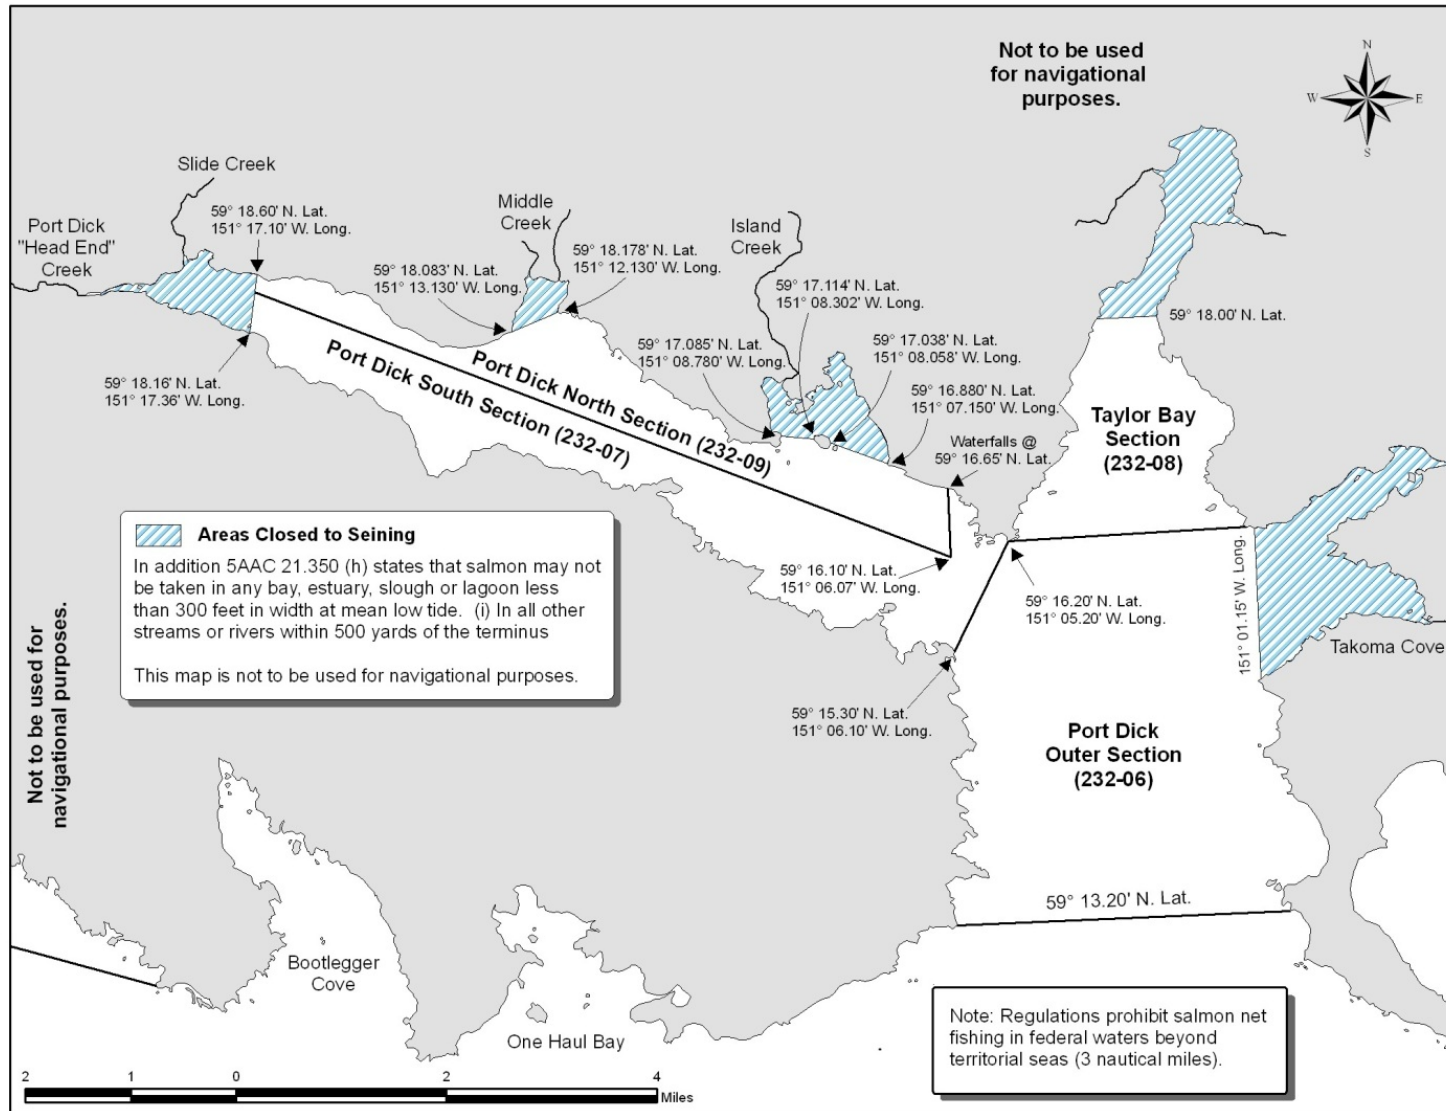 Not to be used
for navigational
purposes.
N
W
E
S
Slide Creek
Port Dick
"Head End"
Creek
59° 18.60' N. Lat.
151° 17.10' W. Long.
Middle
Creek
59° 18.178' N. Lat.
151° 12.130' W. Long.
59° 18.083' N. Lat.
151° 13.130' W. Long.
Island
Creek
59° 17.114' N. Lat.
151° 08.302' W. Long.
59° 18.00' N. Lat.
59° 17.085' N. Lat.
151° 08.780' W. Long.
59° 17.038' N. Lat.
151° 08.058' W. Long.
59° 18.16' N. Lat.
151° 17.36' W. Long.
59° 16.880' N. Lat.
151° 07.150' W. Long.
Port Dick North Section (232-09)
Port Dick South Section (232-07)
Waterfalls @
59° 16.65' N. Lat.
Taylor Bay
Section
(232-08)
Areas Closed to Seining
In addition 5AAC 21.350 (h) states that salmon may not
be taken in any bay, estuary, slough or lagoon less
than 300 feet in width at mean low tide.  (i) In all other
streams or rivers within 500 yards of the terminus
This map is not to be used for navigational purposes.
59° 16.10' N. Lat.
151° 06.07' W. Long.
59° 16.20' N. Lat.
151° 05.20' W. Long.
151° 01.15' W. Long.
Takoma Cove
59° 15.30' N. Lat.
151° 06.10' W. Long.
Not to be used for
navigational purposes.
Port Dick
Outer Section
(232-06)
59° 13.20' N. Lat.
Bootlegger
Cove
One Haul Bay
Note: Regulations prohibit salmon net
fishing in federal waters beyond
territorial seas (3 nautical miles).
2 1 0 2 4
Miles